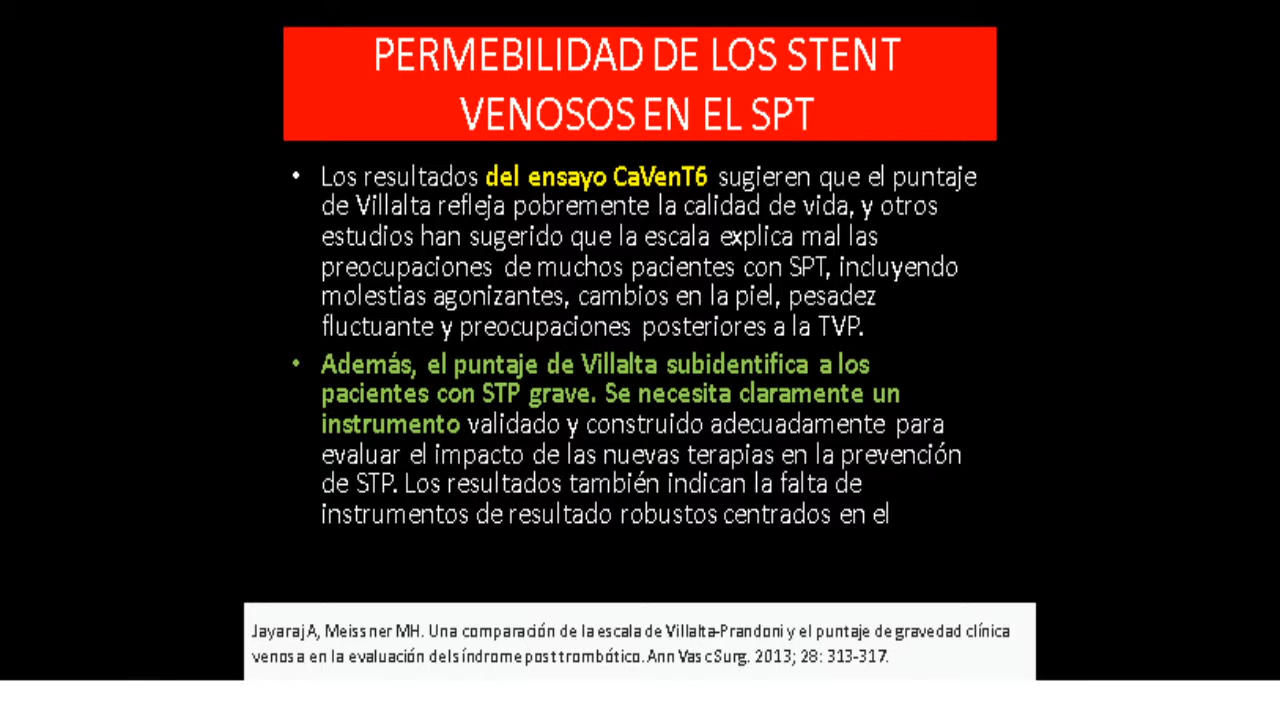 PERMEBILIDAD DE LOS STENT
VENOSOS EN EL SPT
• Los resultados del ensayo CaVenT6 sugieren que el puntaje
de Villalta refleja pobremente la calidad de vida, y otros
estudios han sugerido que la escala explica mal las
preocupaciones de muchos pacientes con SPT, incluyendo
molestias agonizantes, cambios en la piel, pesadez
fluctuante y preocupaciones posteriores a la TVP.
• Además, el puntaje de Villalta subidentifica a los
pacientes con STP grave. Se necesita claramente un
instrumento validado y construido adecuadamente para
evaluar el impacto de las nuevas terapias en la prevención
de STP. Los resultados también indican la falta de
instrumentos de resultado robustos centrados en el
Jayaraj A, Meissner MH. Una comparación de la escala de Villalta-Prandoni y el puntaje de gravedad clínica
venosa en la evaluación del síndrome post trombótico. Ann Vasc Surg. 2013; 28: 313-317.